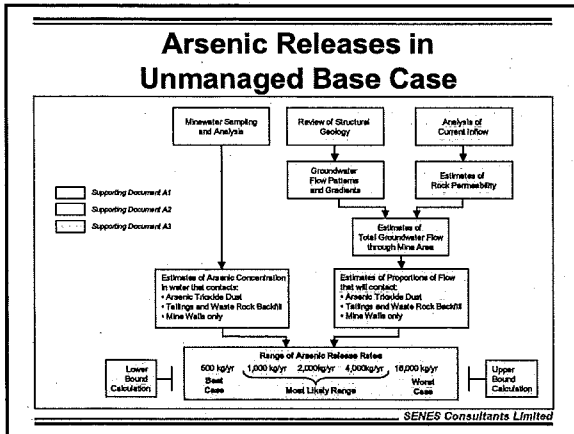 Arsenic Releases in
Unmanaged Base Case
Minewater Sampling
and Analysis
Review of Structural
Geology
Analysis of
Current Inflow
Groundwater
Flow Patterns
and Gradients
Estimates of
Rock Permeability
Supporting Document A1
Supporting Document A2
Supporting Document A3
Estimates of
Total Groundwater Flow
through Mine Area
Estimates of Arsenic Concentration
in water that contacts:
• Arsenic Trioxide Dust
• Tailings and Waste Rock Backfill
• Mine Walls only
Estimates of Proportions of Flow
that will contact:
• Arsenic Trioxide Dust
• Tailings and Waste Rock Backfill
• Mine Walls only
Range of Arsenic Release Rates
500 kg/yr 1,000 kg/yr 2,000kg/yr 4,000kg/yr 16,000 kg/yr
Best
Case
Most Likely Range
Worst
Case
Lower
Bound
Calculation
Upper
Bound
Calculation
SENES Consultants Limited